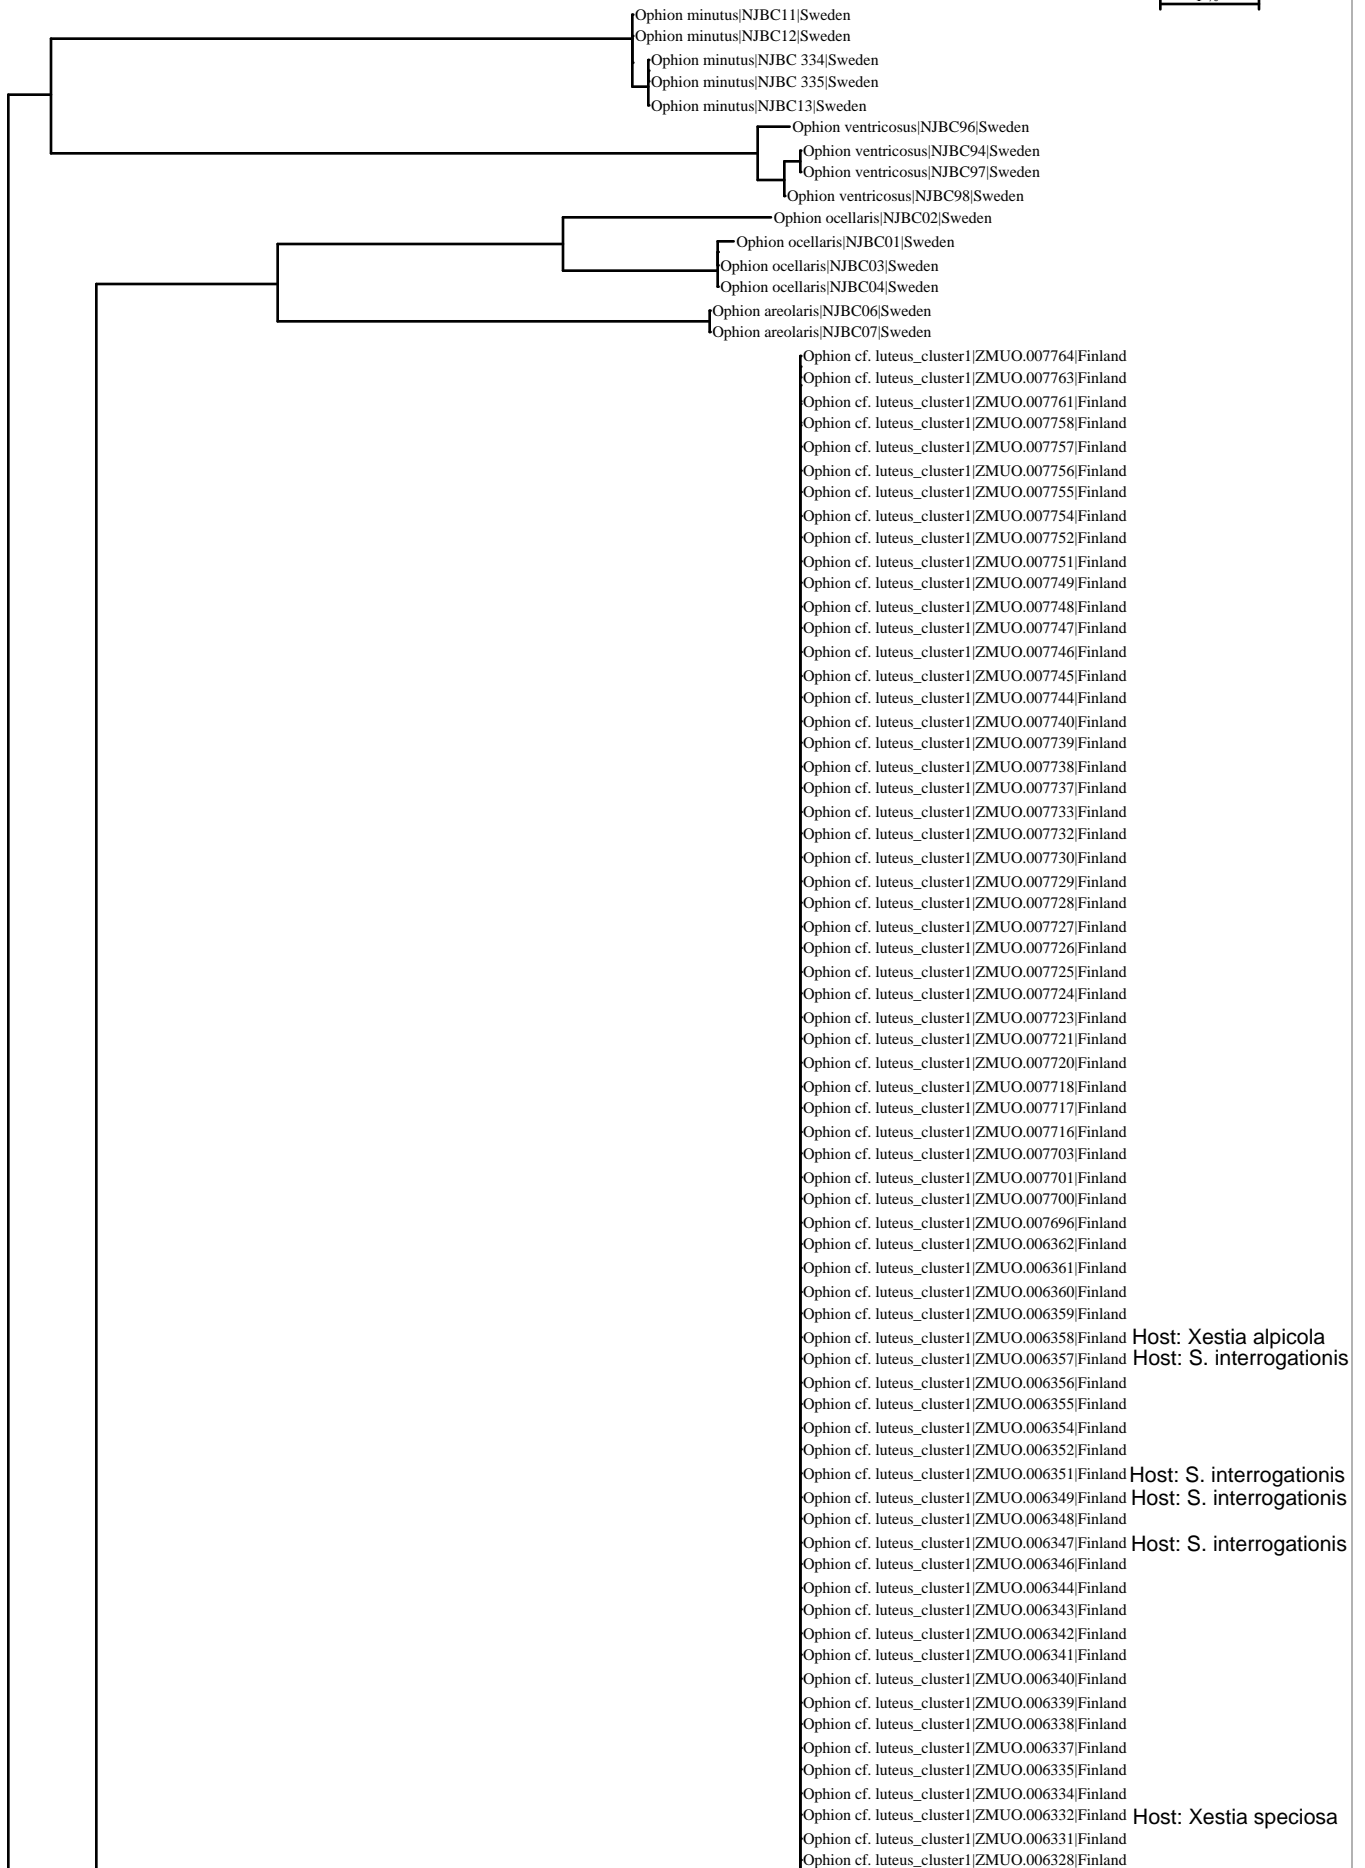 Ophion minutus|NJBC11|Sweden
Ophion minutus|NJBC12|Sweden
Ophion minutus|NJBC 334|Sweden
Ophion minutus|NJBC 335|Sweden
Ophion minutus|NJBC13|Sweden
Ophion ventricosus|NJBC96|Sweden
Ophion ventricosus|NJBC94|Sweden
Ophion ventricosus|NJBC97|Sweden
Ophion ventricosus|NJBC98|Sweden
Ophion ocellaris|NJBC02|Sweden
Ophion ocellaris|NJBC01|Sweden
Ophion ocellaris|NJBC03|Sweden
Ophion ocellaris|NJBC04|Sweden
Ophion areolaris|NJBC06|Sweden
Ophion areolaris|NJBC07|Sweden
Ophion cf. luteus_cluster1|ZMUO.007764|Finland
Ophion cf. luteus_cluster1|ZMUO.007763|Finland
Ophion cf. luteus_cluster1|ZMUO.007761|Finland
Ophion cf. luteus_cluster1|ZMUO.007758|Finland
Ophion cf. luteus_cluster1|ZMUO.007757|Finland
Ophion cf. luteus_cluster1|ZMUO.007756|Finland
Ophion cf. luteus_cluster1|ZMUO.007755|Finland
Ophion cf. luteus_cluster1|ZMUO.007754|Finland
Ophion cf. luteus_cluster1|ZMUO.007752|Finland
Ophion cf. luteus_cluster1|ZMUO.007751|Finland
Ophion cf. luteus_cluster1|ZMUO.007749|Finland
Ophion cf. luteus_cluster1|ZMUO.007748|Finland
Ophion cf. luteus_cluster1|ZMUO.007747|Finland
Ophion cf. luteus_cluster1|ZMUO.007746|Finland
Ophion cf. luteus_cluster1|ZMUO.007745|Finland
Ophion cf. luteus_cluster1|ZMUO.007744|Finland
Ophion cf. luteus_cluster1|ZMUO.007740|Finland
Ophion cf. luteus_cluster1|ZMUO.007739|Finland
Ophion cf. luteus_cluster1|ZMUO.007738|Finland
Ophion cf. luteus_cluster1|ZMUO.007737|Finland
Ophion cf. luteus_cluster1|ZMUO.007733|Finland
Ophion cf. luteus_cluster1|ZMUO.007732|Finland
Ophion cf. luteus_cluster1|ZMUO.007730|Finland
Ophion cf. luteus_cluster1|ZMUO.007729|Finland
Ophion cf. luteus_cluster1|ZMUO.007728|Finland
Ophion cf. luteus_cluster1|ZMUO.007727|Finland
Ophion cf. luteus_cluster1|ZMUO.007726|Finland
Ophion cf. luteus_cluster1|ZMUO.007725|Finland
Ophion cf. luteus_cluster1|ZMUO.007724|Finland
Ophion cf. luteus_cluster1|ZMUO.007723|Finland
Ophion cf. luteus_cluster1|ZMUO.007721|Finland
Ophion cf. luteus_cluster1|ZMUO.007720|Finland
Ophion cf. luteus_cluster1|ZMUO.007718|Finland
Ophion cf. luteus_cluster1|ZMUO.007717|Finland
Ophion cf. luteus_cluster1|ZMUO.007716|Finland
Ophion cf. luteus_cluster1|ZMUO.007703|Finland
Ophion cf. luteus_cluster1|ZMUO.007701|Finland
Ophion cf. luteus_cluster1|ZMUO.007700|Finland
Ophion cf. luteus_cluster1|ZMUO.007696|Finland
Ophion cf. luteus_cluster1|ZMUO.006362|Finland
Ophion cf. luteus_cluster1|ZMUO.006361|Finland
Ophion cf. luteus_cluster1|ZMUO.006360|Finland
Ophion cf. luteus_cluster1|ZMUO.006359|Finland
Ophion cf. luteus_cluster1|ZMUO.006358|Finland Host: Xestia alpicola
Ophion cf. luteus_cluster1|ZMUO.006357|Finland Host: S. interrogationis
Ophion cf. luteus_cluster1|ZMUO.006356|Finland
Ophion cf. luteus_cluster1|ZMUO.006355|Finland
Ophion cf. luteus_cluster1|ZMUO.006354|Finland
Ophion cf. luteus_cluster1|ZMUO.006352|Finland
Ophion cf. luteus_cluster1|ZMUO.006351|Finland Host: S. interrogationis
Ophion cf. luteus_cluster1|ZMUO.006349|Finland Host: S. interrogationis
Ophion cf. luteus_cluster1|ZMUO.006348|Finland
Ophion cf. luteus_cluster1|ZMUO.006347|Finland Host: S. interrogationis
Ophion cf. luteus_cluster1|ZMUO.006346|Finland
Ophion cf. luteus_cluster1|ZMUO.006344|Finland
Ophion cf. luteus_cluster1|ZMUO.006343|Finland
Ophion cf. luteus_cluster1|ZMUO.006342|Finland
Ophion cf. luteus_cluster1|ZMUO.006341|Finland
Ophion cf. luteus_cluster1|ZMUO.006340|Finland
Ophion cf. luteus_cluster1|ZMUO.006339|Finland
Ophion cf. luteus_cluster1|ZMUO.006338|Finland
Ophion cf. luteus_cluster1|ZMUO.006337|Finland
Ophion cf. luteus_cluster1|ZMUO.006335|Finland
Ophion cf. luteus_cluster1|ZMUO.006334|Finland
Ophion cf. luteus_cluster1|ZMUO.006332|Finland Host: Xestia speciosa
Ophion cf. luteus_cluster1|ZMUO.006331|Finland
Ophion cf. luteus_cluster1|ZMUO.006328|Finland